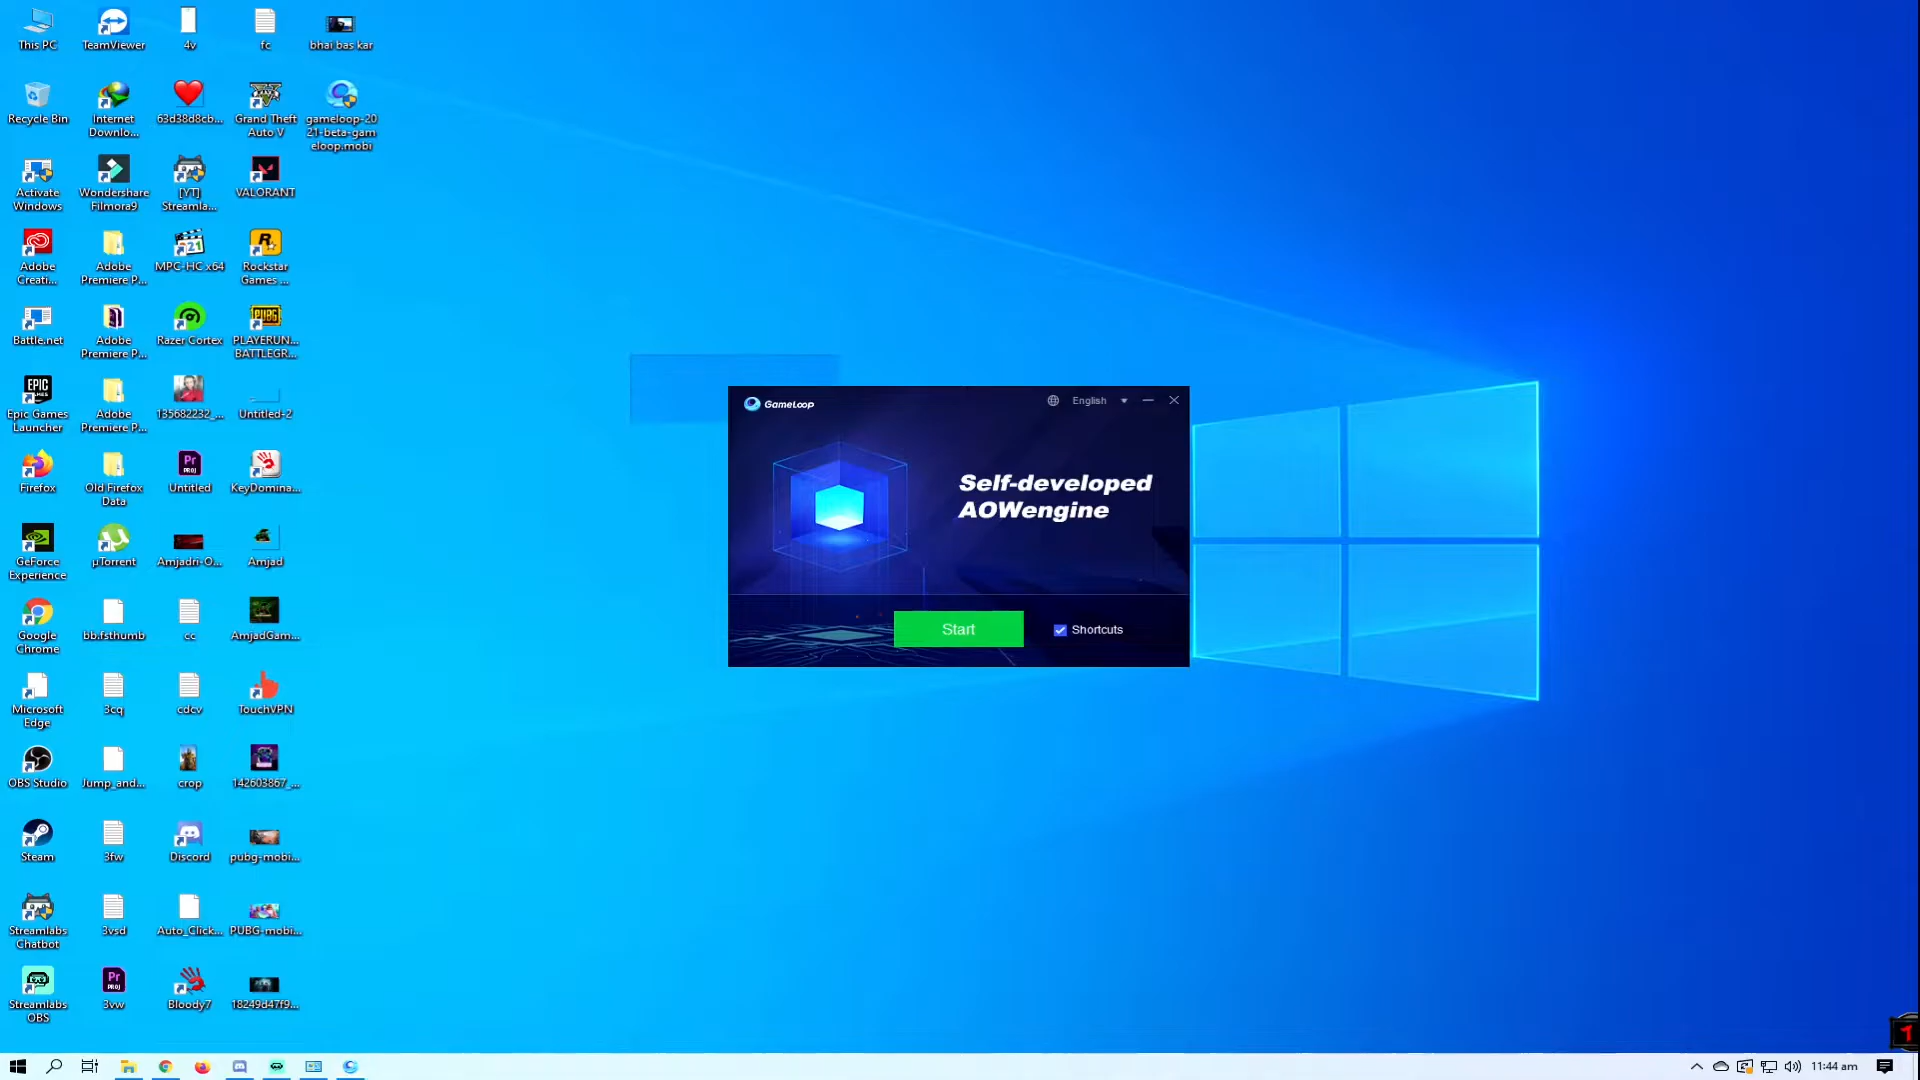 This PC
TeamViewer
4v
fc
bhai bas kar
Recycle Bin
Internet
Downlo...
63d38d8cb...
Grand Theft
Auto V
gameloop-20
21-beta-gam
eloop.mobi
Activate
Windows
Wondershare
Filmora9
[YT]
Streamla...
VALORANT
Adobe
Creati...
Adobe
Premiere P...
MPC-HC x64
Rockstar
Games ...
Battle.net
Adobe
Premiere P...
Razer Cortex
PLAYERUN...
BATTLEGR...
Epic Games
Launcher
Adobe
Premiere P...
135682232_...
Untitled-2
Firefox
Old Firefox
Data
Untitled
KeyDomina...
GeForce
Experience
µTorrent
Amjadri-O...
Amjad
Google
Chrome
bb.fsthumb
cc
AmjadGam...
Microsoft
Edge
3cq
cdcv
TouchVPN
OBS Studio
Jump_and...
crop
142603867_...
Steam
3fw
Discord
pubg-mobi...
Streamlabs
Chatbot
3vsd
Auto_Click...
PUBG-mobi...
Streamlabs
OBS
3vw
Bloody7
18249d47f9...
GameLoop
English
Self-developed
AOWengine
Start
Shortcuts
11:44 am